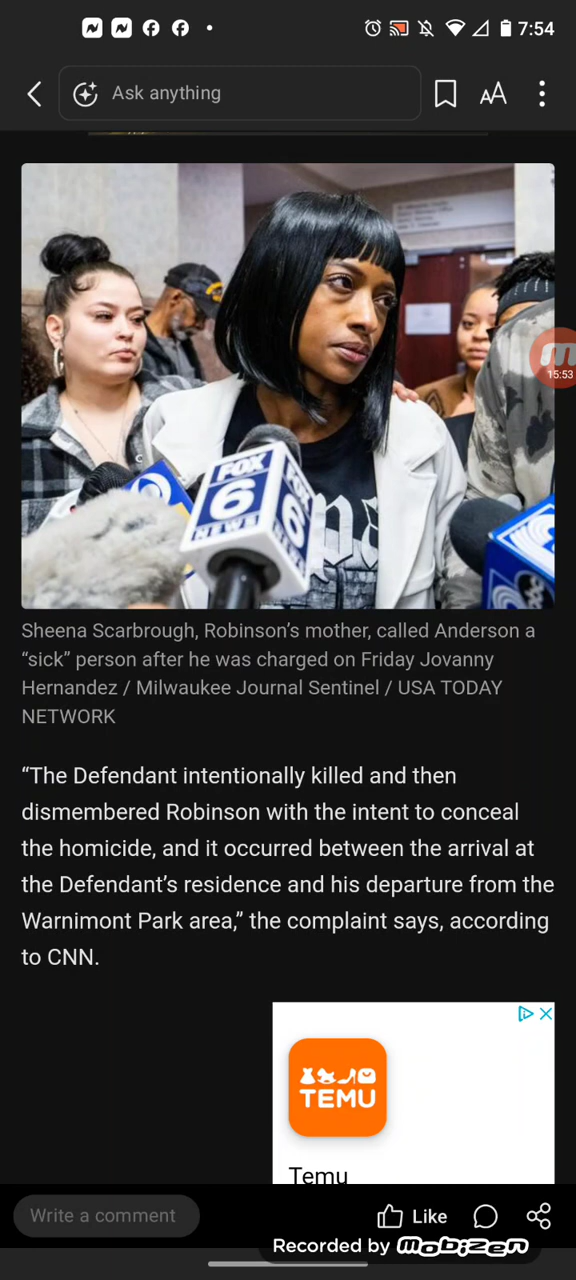 7:54
Ask anything
AA
15:53
FOX
6
NEWS
6
abc
Sheena Scarbrough, Robinson’s mother, called Anderson a
“sick” person after he was charged on Friday Jovanny
Hernandez / Milwaukee Journal Sentinel / USA TODAY
NETWORK
“The Defendant intentionally killed and then
dismembered Robinson with the intent to conceal
the homicide, and it occurred between the arrival at
the Defendant’s residence and his departure from the
Warnimont Park area,” the complaint says, according
to CNN.
TEMU
Temu
Write a comment
Like
Recorded by mobizen